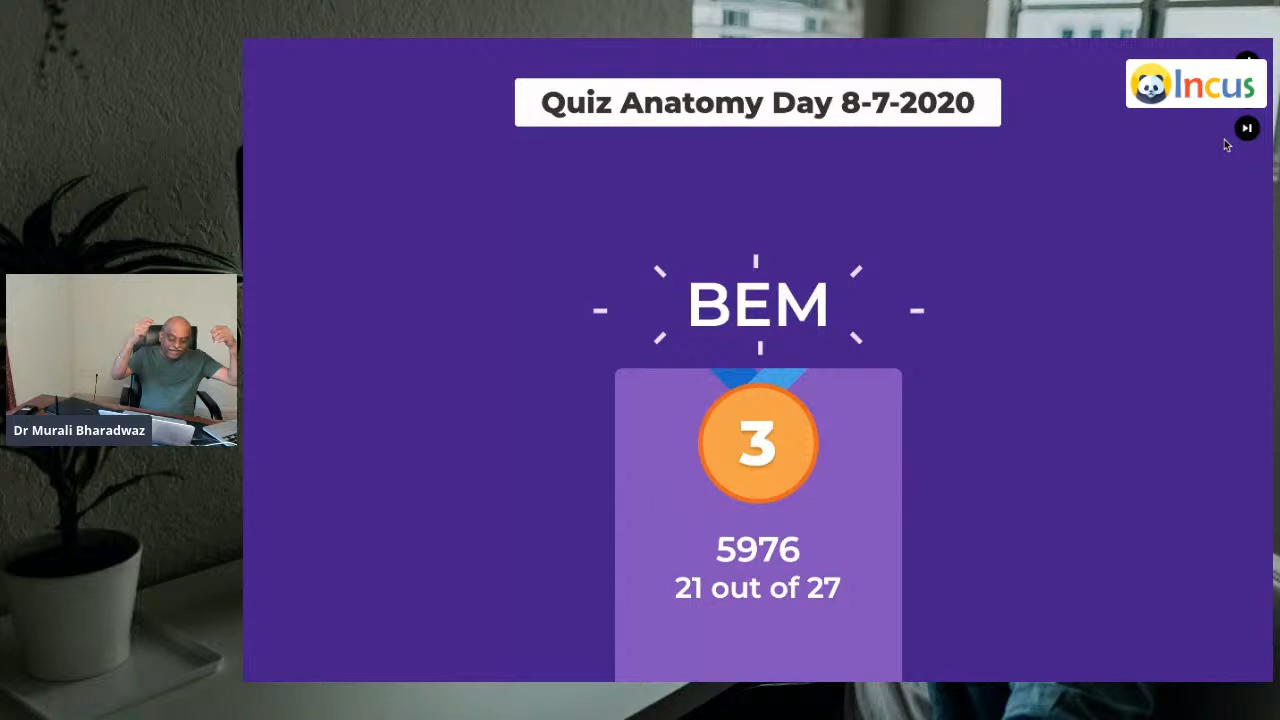 Quiz Anatomy Day 8-7-2020
Incus
BEM
3
5976
21 out of 27
Dr Murali Bharadwaz